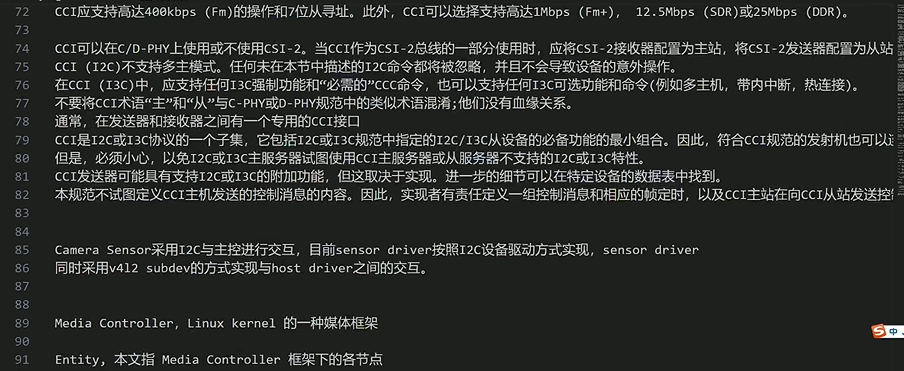 72 CCI应支持高达400kbps (Fm)的操作和7位从寻址。此外，CCI可以选择支持高达1Mbps (Fm+)， 12.5Mbps (SDR)或25Mbps (DDR)。
73
74 CCI可以在C/D-PHY上使用或不使用CSI-2。当CCI作为CSI-2总线的一部分使用时，应将CSI-2接收器配置为主站，将CSI-2发送器配置为从站
75 CCI (I2C)不支持多主模式。任何未在本节中描述的I2C命令都将被忽略，并且不会导致设备的意外操作。
76 在CCI (I3C)中，应支持任何I3C强制功能和“必需的”CCC命令，也可以支持任何I3C可选功能和命令(例如多主机，带内中断，热连接)。
77 不要将CCI术语“主”和“从”与C-PHY或D-PHY规范中的类似术语混淆;他们没有血缘关系。
78 通常，在发送器和接收器之间有一个专用的CCI接口
79 CCI是I2C或I3C协议的一个子集，它包括I2C或I3C规范中指定的I2C/I3C从设备的必备功能的最小组合。因此，符合CCI规范的发射机也可以
80 但是，必须小心，以免I2C或I3C主服务器试图使用CCI主服务器或从服务器不支持的I2C或I3C特性。
81 CCI发送器可能具有支持I2C或I3C的附加功能，但这取决于实现。进一步的细节可以在特定设备的数据表中找到。
82 本规范不试图定义CCI主机发送的控制消息的内容。因此，实现者有责任定义一组控制消息和相应的帧定时，以及CCI主站在向CCI从站发送控
83
84
85 Camera Sensor采用I2C与主控进行交互，目前sensor driver按照I2C设备驱动方式实现，sensor driver
86 同时采用v4l2 subdev的方式实现与host driver之间的交互。
87
88
89 Media Controller，Linux kernel 的一种媒体框架
90
91 Entity, 本文指 Media Controller 框架下的各节点
中